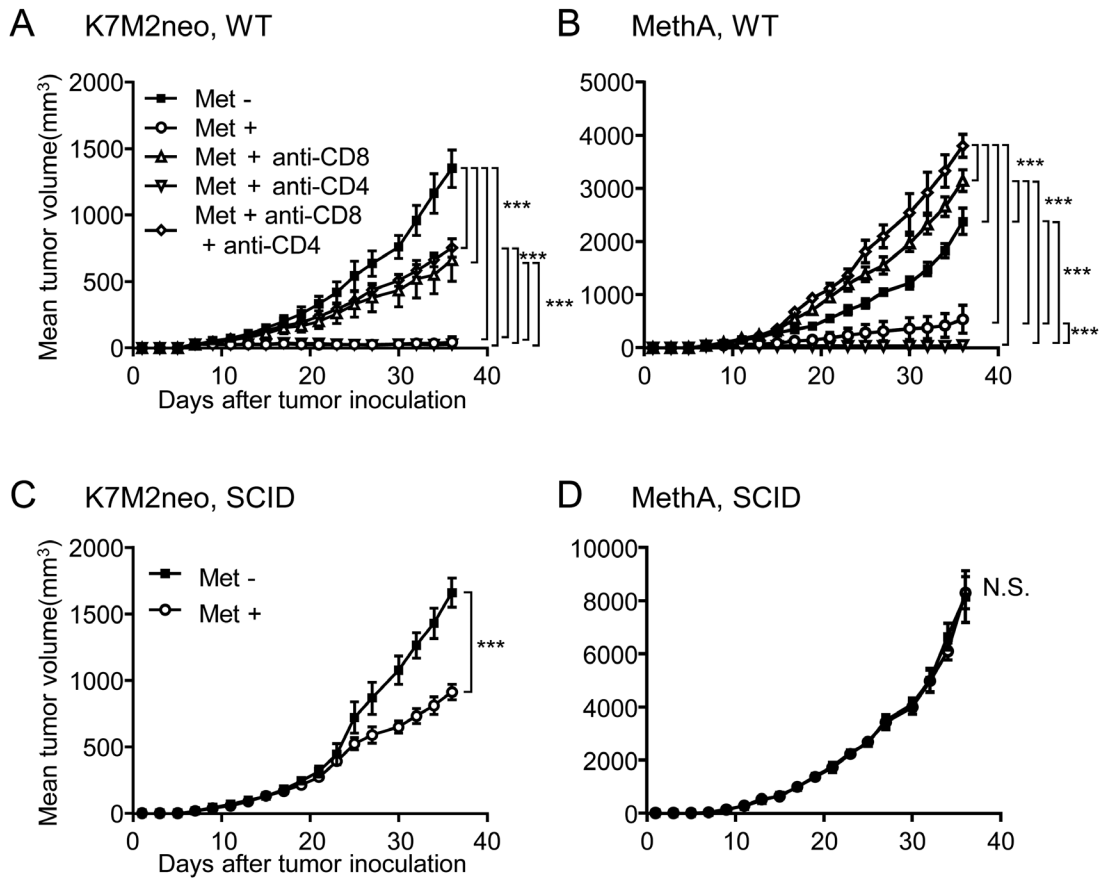 A K7M2neo, WT
Mean tumor volume(mm³)
2000
1500
1000
500
0
0 10 20 30 40
Days after tumor inoculation
Met -
Met +
Met + anti-CD8
Met + anti-CD4
Met + anti-CD8
+ anti-CD4
***
***
***
B MethA, WT
5000
4000
3000
2000
1000
0
0 10 20 30 40
***
***
***
***
C K7M2neo, SCID
Mean tumor volume(mm³)
2000
1500
1000
500
0
0 10 20 30 40
Days after tumor inoculation
Met -
Met +
***
D MethA, SCID
10000
8000
6000
4000
2000
0
0 10 20 30 40
N.S.